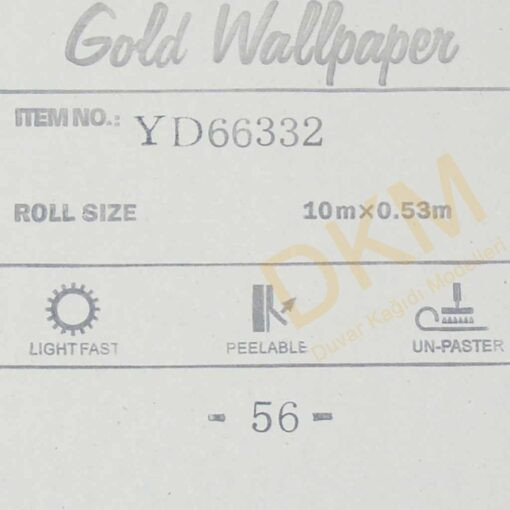 Gold Wallpaper
ITEM NO.: YD66332
ROLL SIZE 10m×0.53m
DKM
Duvar Kağıdı Modelleri
LIGHT FAST PEELABLE UN-PASTER
- 56 -